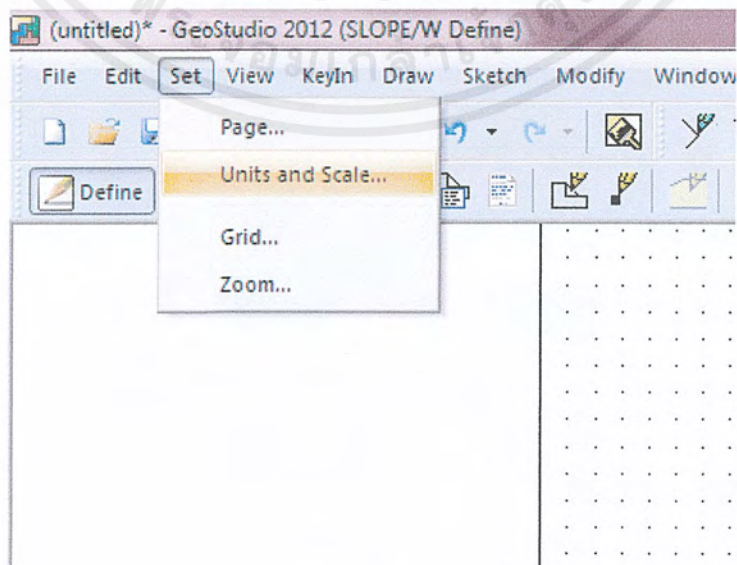 (untitled)* - GeoStudio 2012 (SLOPE/W Define)
File Edit Set View KeyIn Draw Sketch Modify Window
Page...
Units and Scale...
Define
Grid...
Zoom...